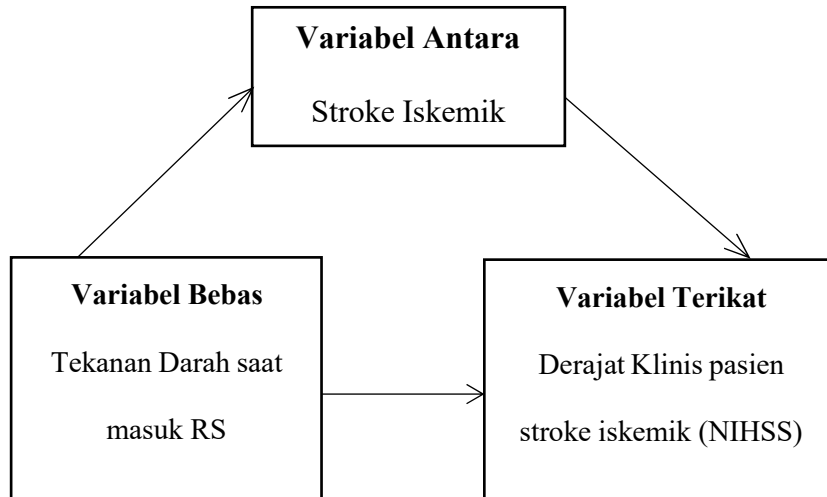 Variabel Antara
Stroke Iskemik
Variabel Bebas
Tekanan Darah saat
masuk RS
Variabel Terikat
Derajat Klinis pasien
stroke iskemik (NIHSS)